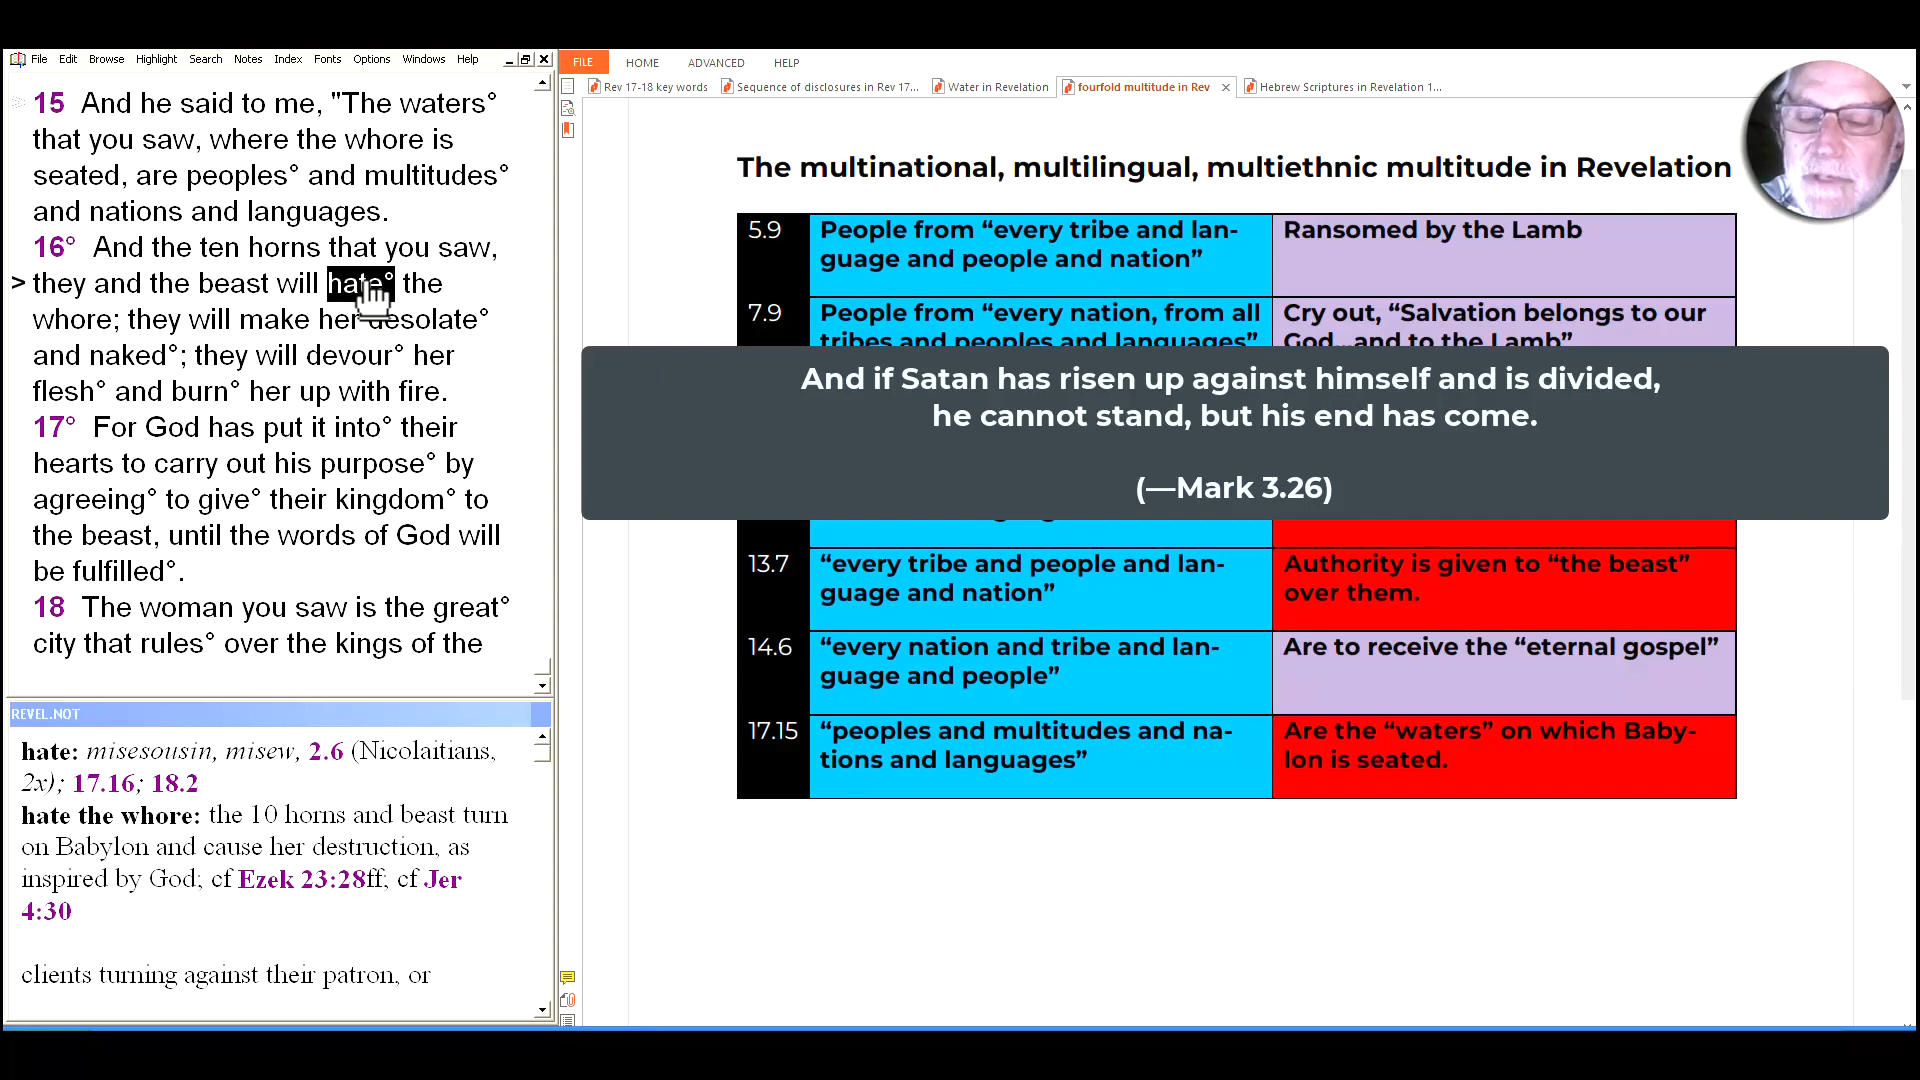 File Edit Browse Highlight Search Notes Index Fonts Options Windows Help
15 And he said to me, "The waters°
that you saw, where the whore is
seated, are peoples° and multitudes°
and nations and languages.
16° And the ten horns that you saw,
> they and the beast will hate° the
whore; they will make her desolate°
and naked°; they will devour° her
flesh° and burn° her up with fire.
17° For God has put it into° their
hearts to carry out his purpose° by
agreeing° to give° their kingdom° to
the beast, until the words of God will
be fulfilled°.
18 The woman you saw is the great°
city that rules° over the kings of the
REVEL.NOT
hate: misesousin, misew, 2.6 (Nicolaitians,
2x); 17.16; 18.2
hate the whore: the 10 horns and beast turn
on Babylon and cause her destruction, as
inspired by God; cf Ezek 23:28ff; cf Jer
4:30
clients turning against their patron, or
FILE HOME ADVANCED HELP
Rev 17-18 key words Sequence of disclosures in Rev 17... Water in Revelation fourfold multitude in Rev Hebrew Scriptures in Revelation 1...
The multinational, multilingual, multiethnic multitude in Revelation
5.9 People from “every tribe and lan-
guage and people and nation”
Ransomed by the Lamb
7.9 People from “every nation, from all
tribes and peoples and languages”
Cry out, “Salvation belongs to our
God...and to the Lamb”
And if Satan has risen up against himself and is divided,
he cannot stand, but his end has come.
(—Mark 3.26)
13.7 “every tribe and people and lan-
guage and nation”
Authority is given to “the beast”
over them.
14.6 “every nation and tribe and lan-
guage and people”
Are to receive the “eternal gospel”
17.15 “peoples and multitudes and na-
tions and languages”
Are the “waters” on which Baby-
lon is seated.